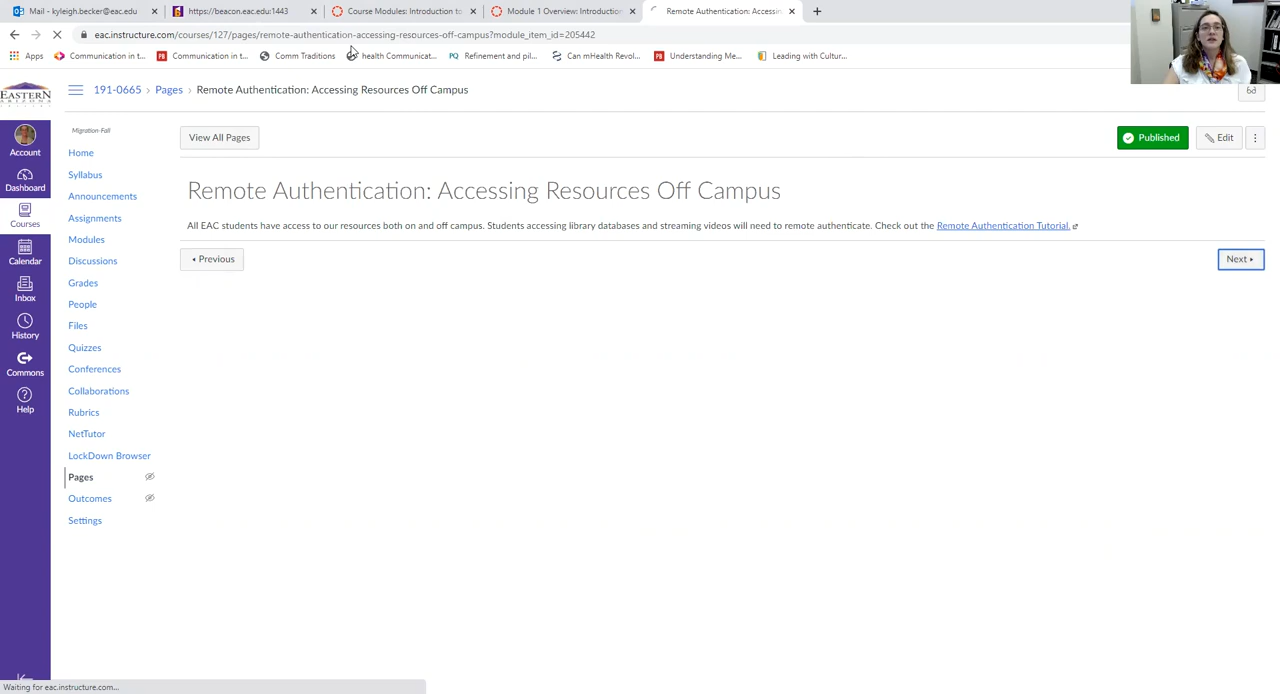 Mail - kyleigh.becker@eac.edu
https://beacon.eac.edu:1443
Course Modules: Introduction to
Module 1 Overview: Introduction
Remote Authentication: Accessin
eac.instructure.com/courses/127/pages/remote-authentication-accessing-resources-off-campus?module_item_id=205442
Apps
Communication in t...
Communication in t...
Comm Traditions
health Communicat...
Refinement and pil...
Can mHealth Revol...
Understanding Me...
Leading with Cultur...
EASTERN
191-0665 › Pages › Remote Authentication: Accessing Resources Off Campus
Migration-Fall
Account
Dashboard
Courses
Calendar
Inbox
History
Commons
Help
Home
Syllabus
Announcements
Assignments
Modules
Discussions
Grades
People
Files
Quizzes
Conferences
Collaborations
Rubrics
NetTutor
LockDown Browser
Pages
Outcomes
Settings
View All Pages
Published
Edit
Remote Authentication: Accessing Resources Off Campus
All EAC students have access to our resources both on and off campus. Students accessing library databases and streaming videos will need to remote authenticate. Check out the Remote Authentication Tutorial.
Previous
Next
Waiting for eac.instructure.com...